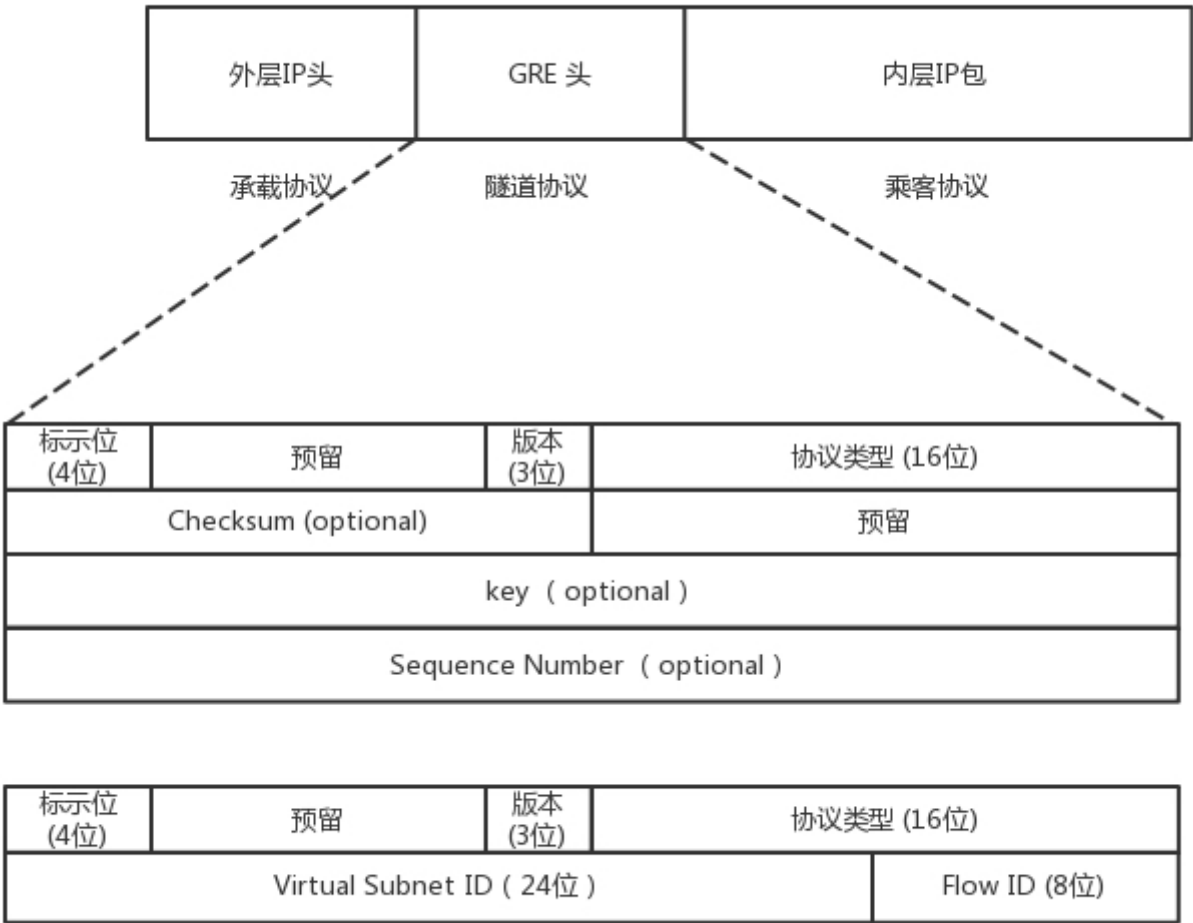 外层IP头
GRE 头
内层IP包
承载协议
隧道协议
乘客协议
标示位
(4位)
预留
版本
(3位)
协议类型 (16位)
Checksum (optional)
预留
key （ optional ）
Sequence Number （ optional ）
标示位
(4位)
预留
版本
(3位)
协议类型 (16位)
Virtual Subnet ID ( 24位 )
Flow ID (8位)